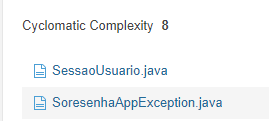 Cyclomatic Complexity 8
SessaoUsuario.java
SoresenhaAppException.java